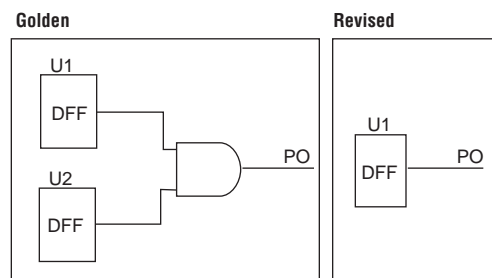 Golden
Revised
U1
DFF
U2
DFF
PO
U1
DFF
PO